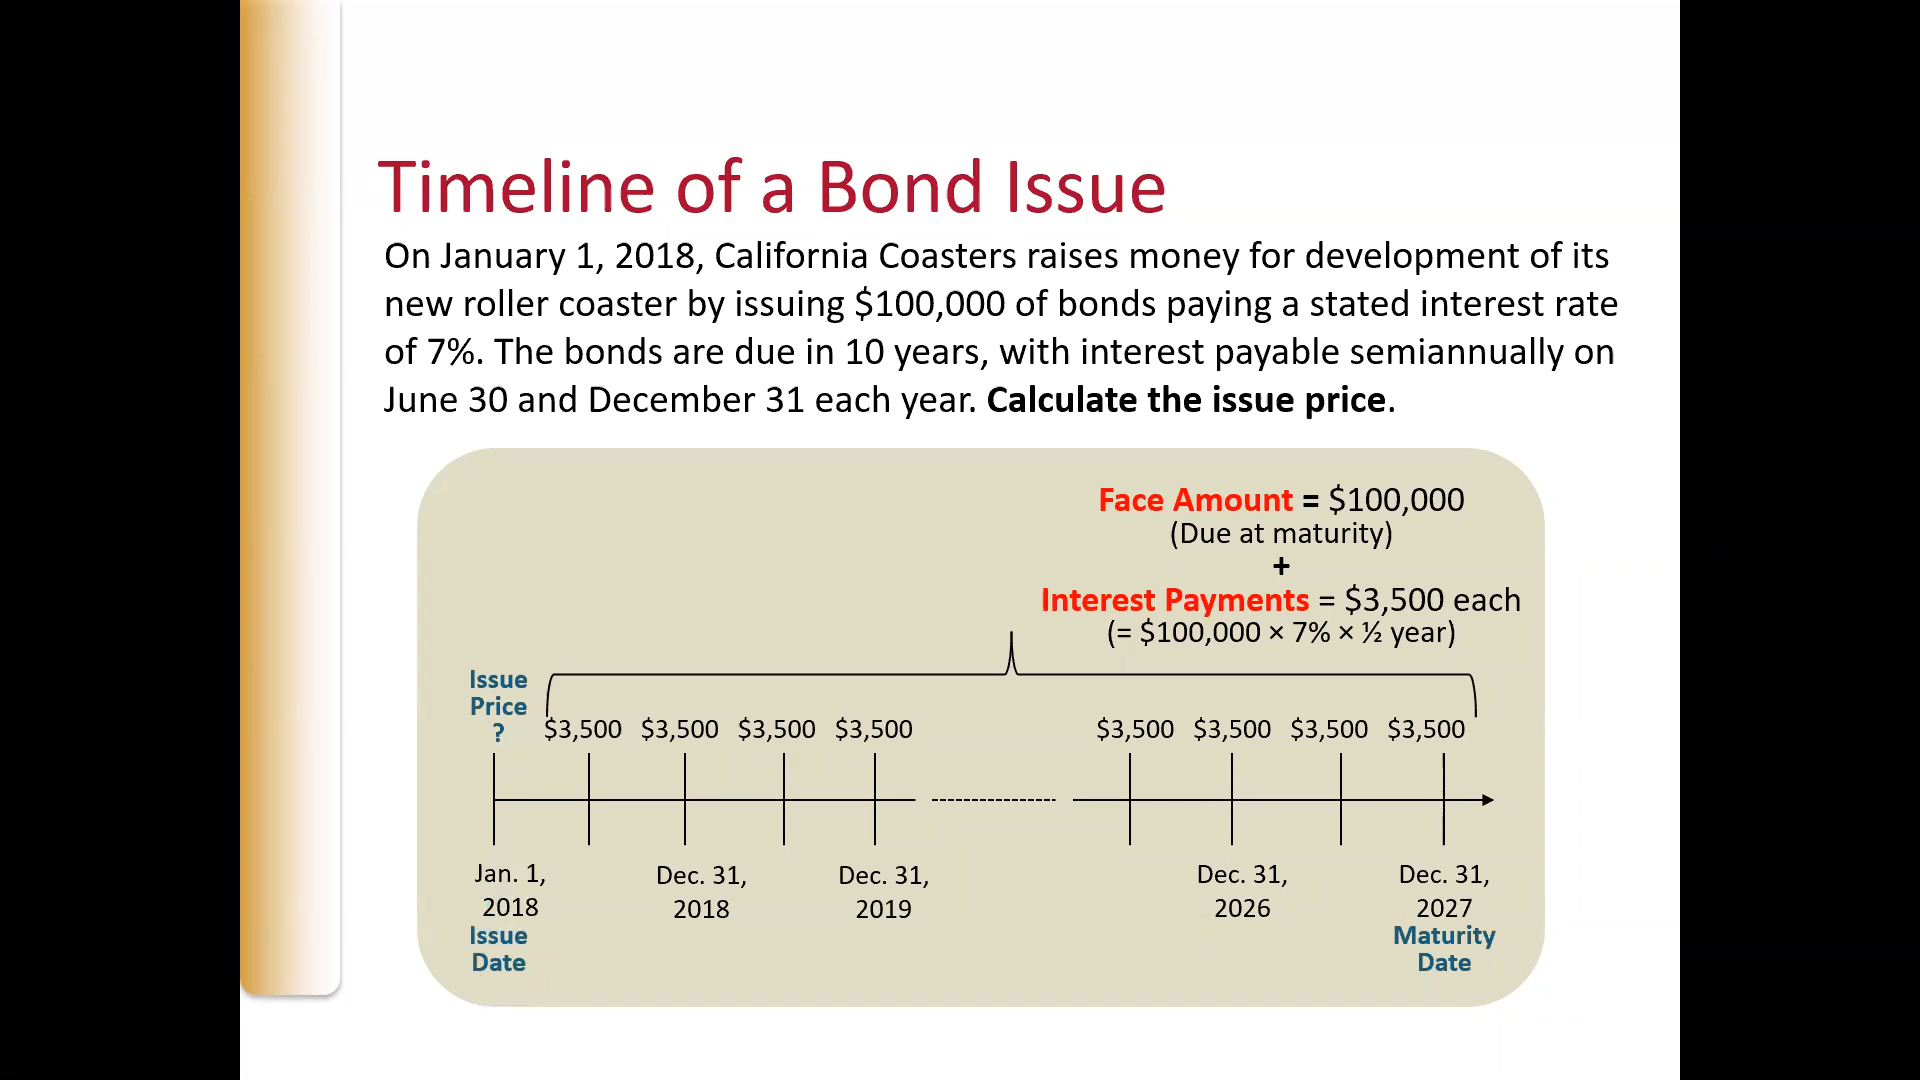 Timeline of a Bond Issue
On January 1, 2018, California Coasters raises money for development of its
new roller coaster by issuing $100,000 of bonds paying a stated interest rate
of 7%. The bonds are due in 10 years, with interest payable semiannually on
June 30 and December 31 each year. Calculate the issue price.
Face Amount = $100,000
(Due at maturity)
+
Interest Payments = $3,500 each
(= $100,000 × 7% × ½ year)
Issue
Price
?
$3,500 $3,500 $3,500 $3,500 $3,500 $3,500 $3,500 $3,500
Jan. 1,
2018
Issue
Date
Dec. 31,
2018
Dec. 31,
2019
Dec. 31,
2026
Dec. 31,
2027
Maturity
Date